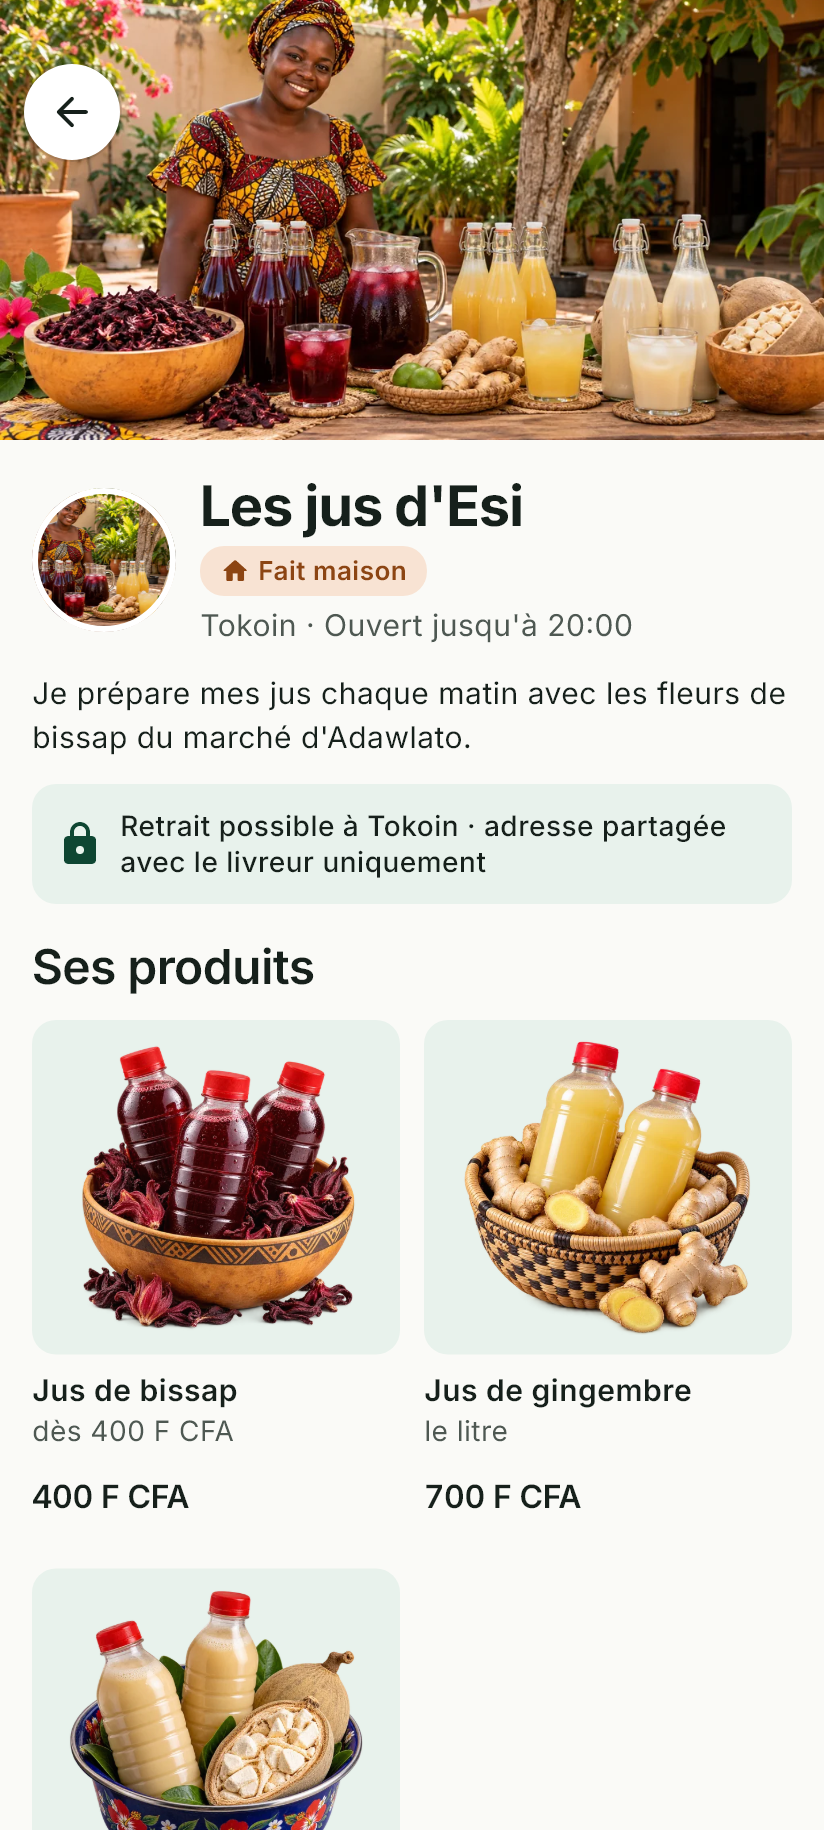 Les jus d'Esi
Fait maison
Tokoin · Ouvert jusqu'à 20:00
Je prépare mes jus chaque matin avec les fleurs de
bissap du marché d'Adawlato.
Retrait possible à Tokoin · adresse partagée
avec le livreur uniquement
Ses produits
Jus de bissap
dès 400 F CFA
400 F CFA
Jus de gingembre
le litre
700 F CFA